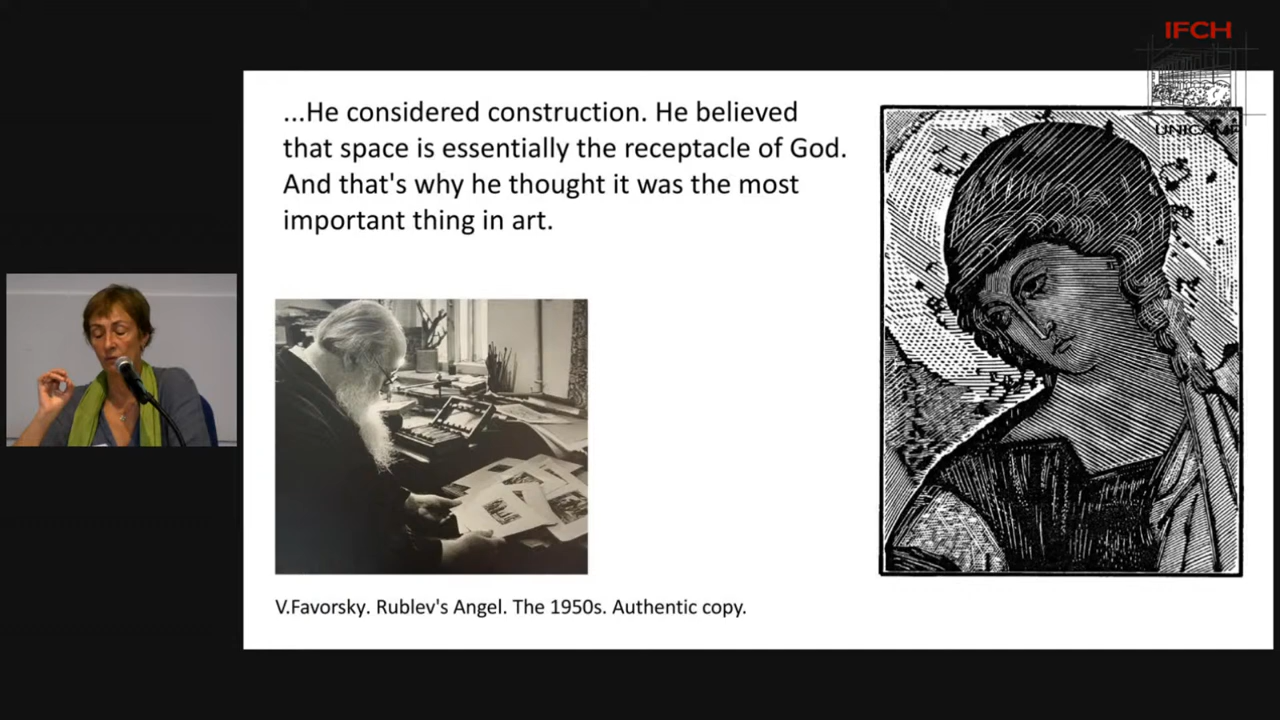 IFCH
UNICAMP
...He considered construction. He believed
that space is essentially the receptacle of God.
And that's why he thought it was the most
important thing in art.
V.Favorsky. Rublev's Angel. The 1950s. Authentic copy.